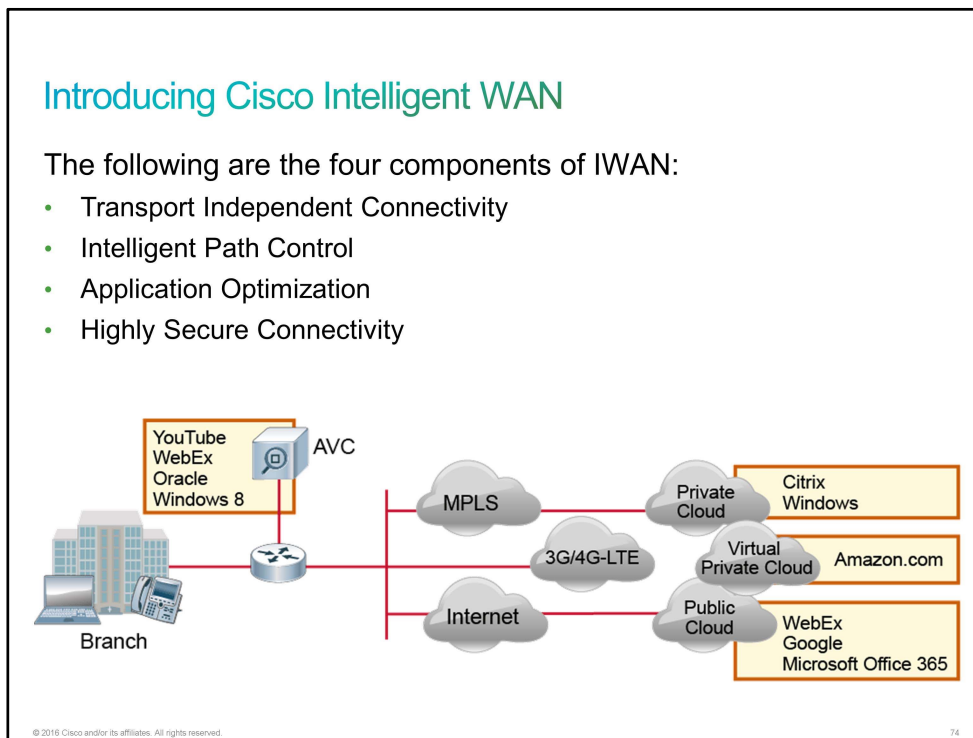 Introducing Cisco Intelligent WAN
The following are the four components of IWAN:
• Transport Independent Connectivity
• Intelligent Path Control
• Application Optimization
• Highly Secure Connectivity
YouTube
WebEx
Oracle
Windows 8
AVC
Branch
MPLS
3G/4G-LTE
Internet
Private
Cloud
Citrix
Windows
Virtual
Private Cloud
Amazon.com
Public
Cloud
WebEx
Google
Microsoft Office 365
© 2016 Cisco and/or its affiliates. All rights reserved.
74